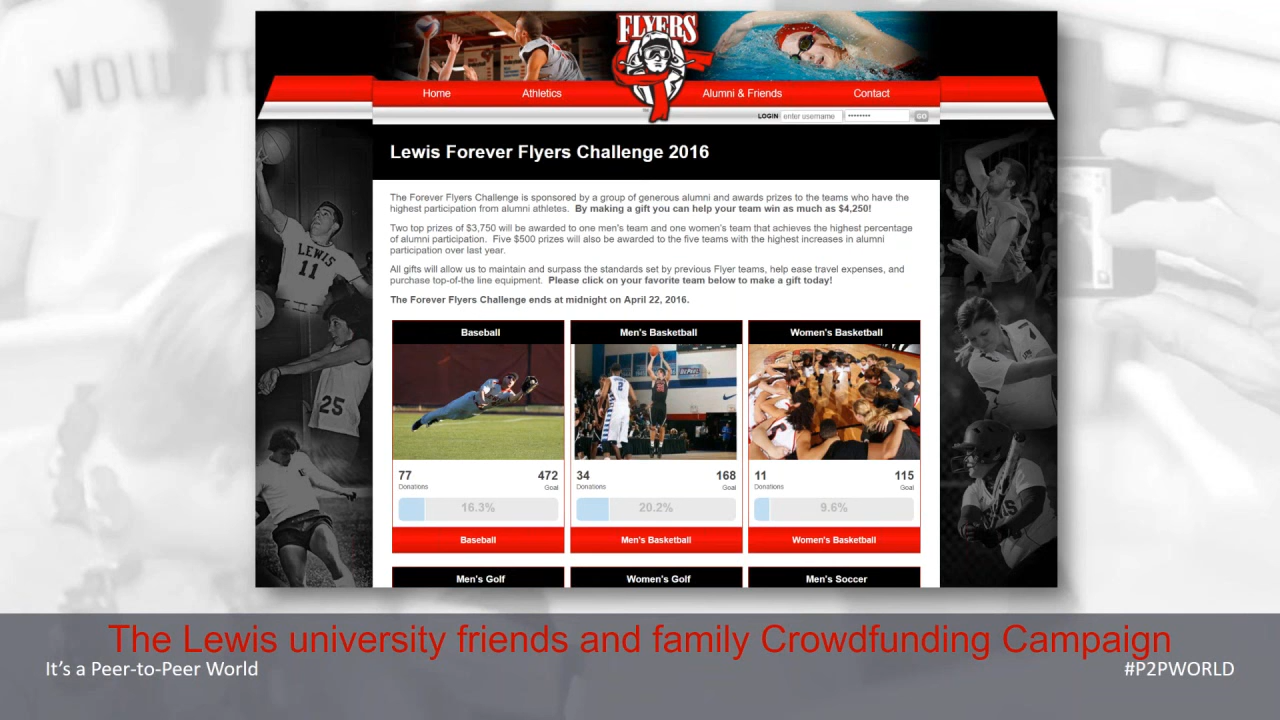 VOLU
FLYERS
Home Athletics Alumni & Friends Contact
LOGIN enter username •••••••• GO
Lewis Forever Flyers Challenge 2016
The Forever Flyers Challenge is sponsored by a group of generous alumni and awards prizes to the teams who have the
highest participation from alumni athletes. By making a gift you can help your team win as much as $4,250!
Two top prizes of $3,750 will be awarded to one men's team and one women's team that achieves the highest percentage
of alumni participation. Five $500 prizes will also be awarded to the five teams with the highest increases in alumni
participation over last year.
All gifts will allow us to maintain and surpass the standards set by previous Flyer teams, help ease travel expenses, and
purchase top-of-the line equipment. Please click on your favorite team below to make a gift today!
The Forever Flyers Challenge ends at midnight on April 22, 2016.
LEWIS
11
25
Baseball Men's Basketball Women's Basketball
77 472 34 168 11 115
Donations Goal Donations Goal Donations Goal
16.3% 20.2% 9.6%
Baseball Men's Basketball Women's Basketball
Men's Golf Women's Golf Men's Soccer
The Lewis university friends and family Crowdfunding Campaign
It's a Peer-to-Peer World #P2PWORLD